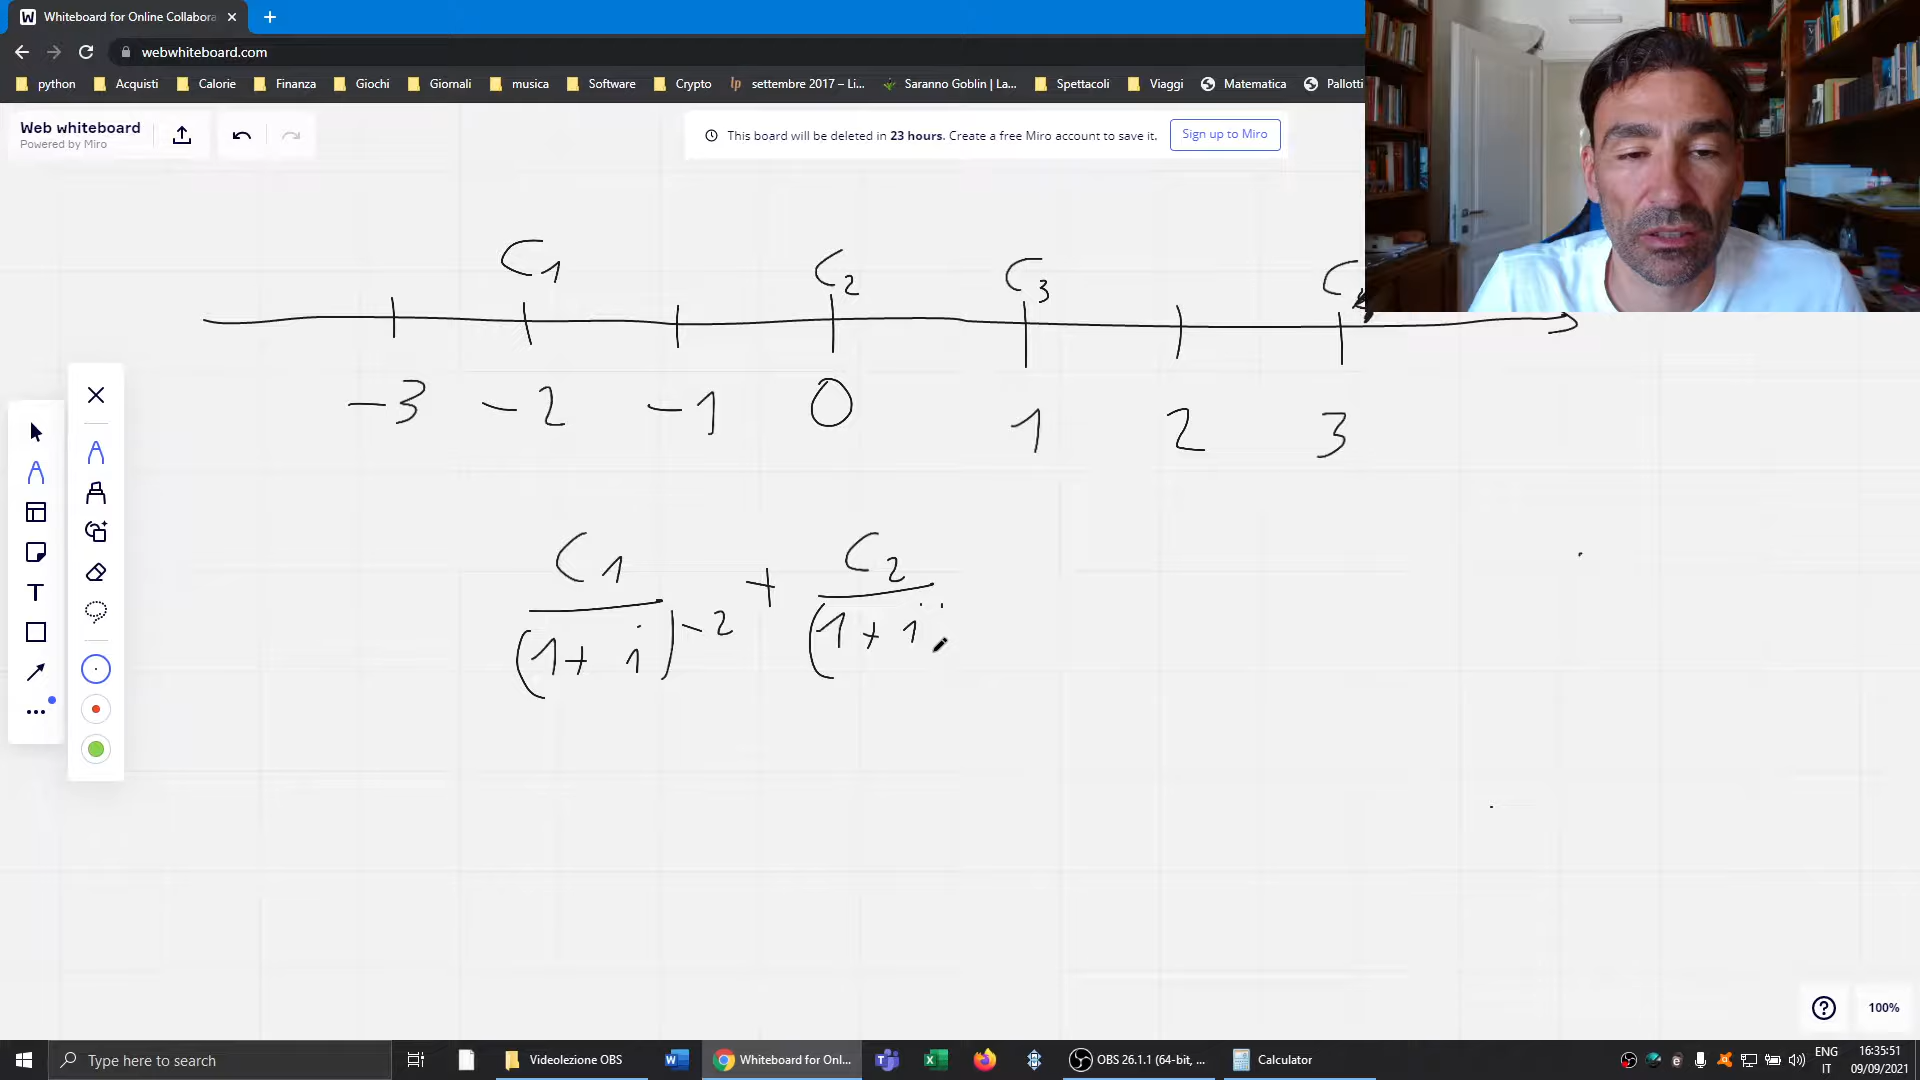 Whiteboard for Online Collabora
webwhiteboard.com
python Acquisti Calorie Finanza Giochi Giornali musica Software Crypto settembre 2017 – Li... Saranno Goblin | La... Spettacoli Viaggi Matematica Pallotti
Web whiteboard
Powered by Miro
This board will be deleted in 23 hours. Create a free Miro account to save it. Sign up to Miro
C1 C2 C3 C
-3 -2 -1 0 1 2 3
C1 + C2
(1+ i)-2 (1+ i
100%
Type here to search
Videolezione OBS
Whiteboard for Onl...
OBS 26.1.1 (64-bit, ...
Calculator
ENG
IT
16:35:51
09/09/2021